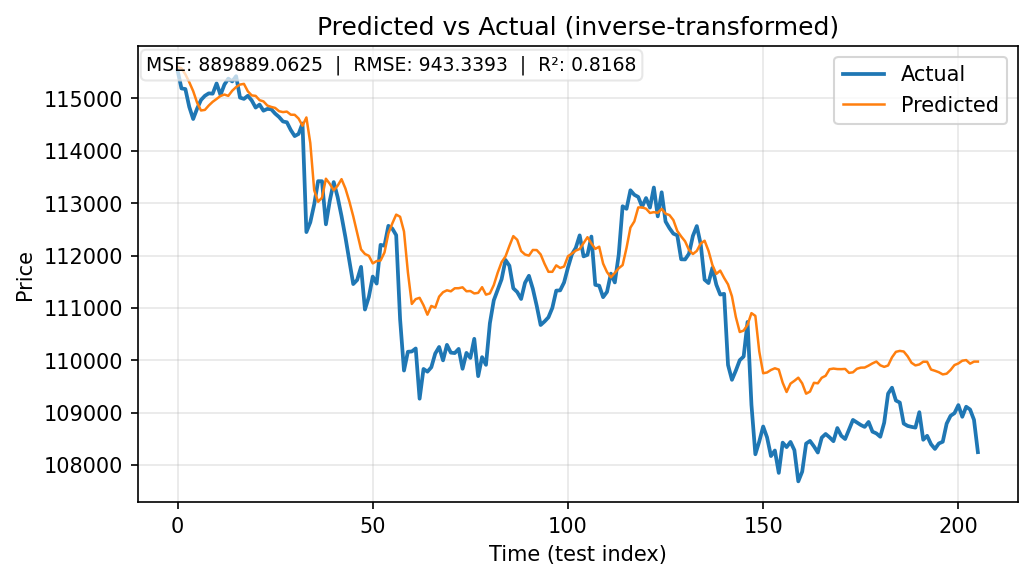 Predicted vs Actual (inverse-transformed)
MSE: 889889.0625 | RMSE: 943.3393 | R²: 0.8168
Actual
Predicted
Price
115000
114000
113000
112000
111000
110000
109000
108000
0 50 100 150 200
Time (test index)